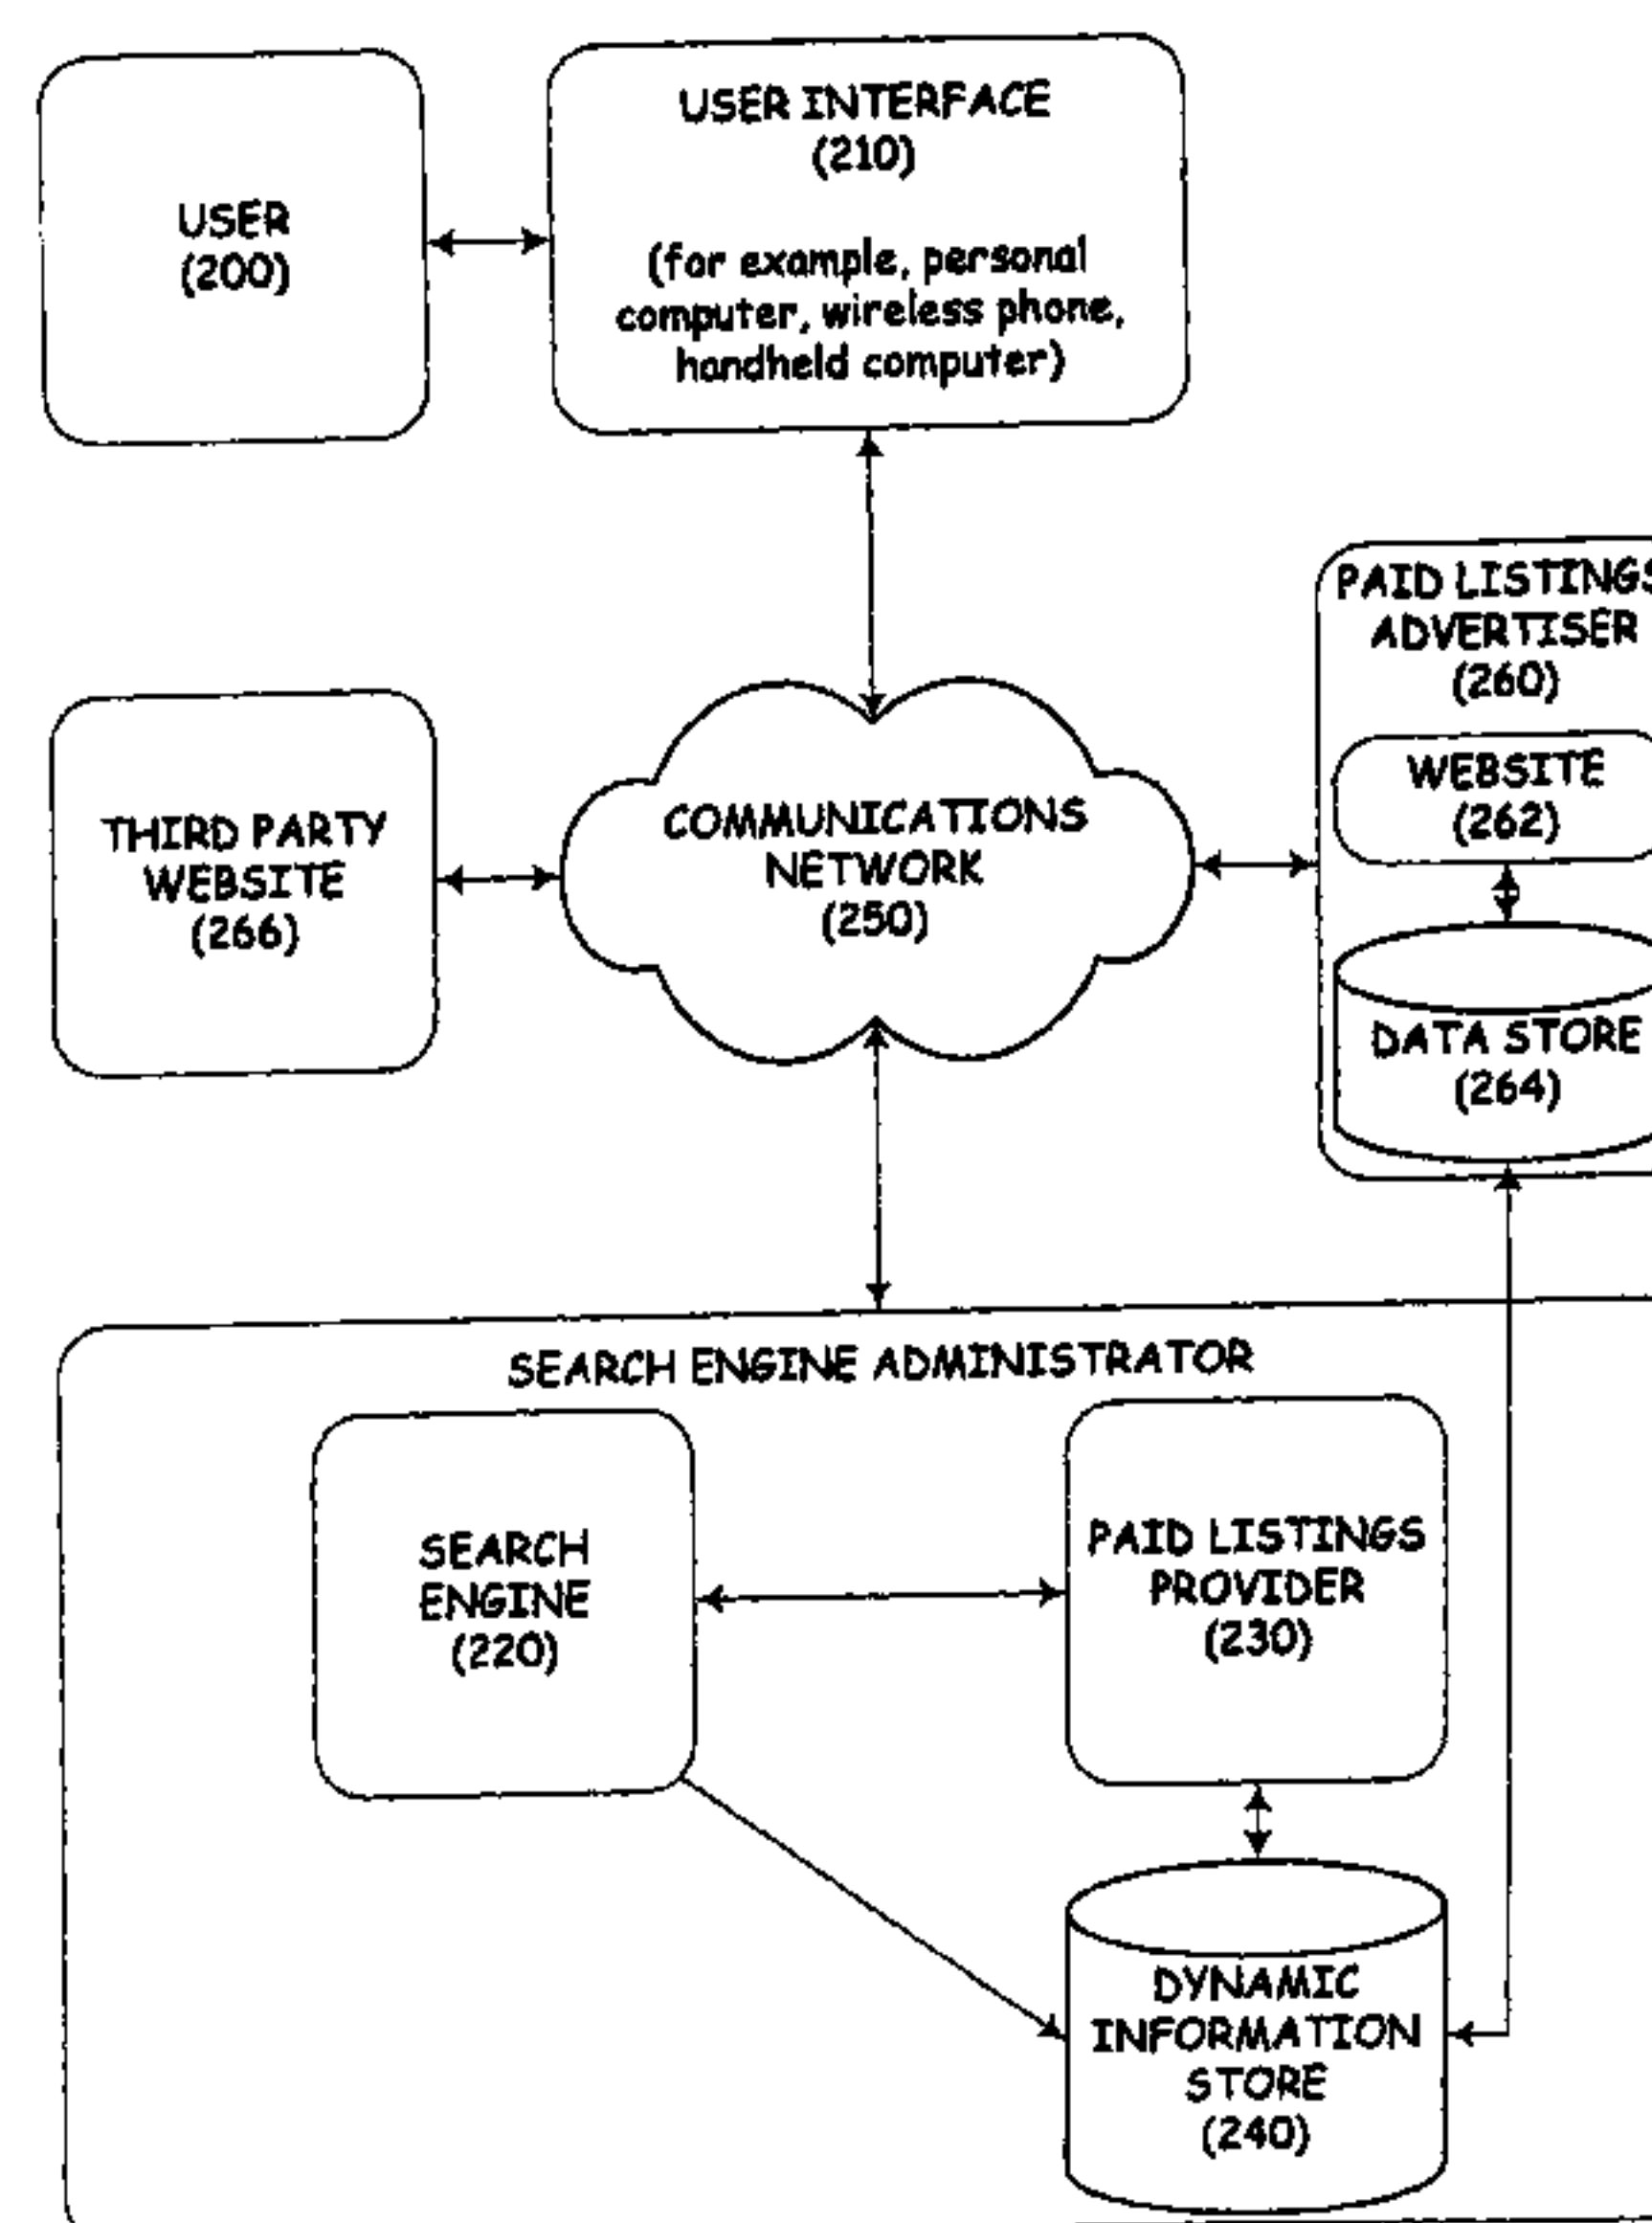 USER
(200)
USER INTERFACE
(210)
(for example, personal
computer, wireless phone,
handheld computer)
THIRD PARTY
WEBSITE
(266)
COMMUNICATIONS
NETWORK
(250)
PAID LISTINGS
ADVERTISER
(260)
WEBSITE
(262)
DATA STORE
(264)
SEARCH ENGINE ADMINISTRATOR
SEARCH
ENGINE
(220)
PAID LISTINGS
PROVIDER
(230)
DYNAMIC
INFORMATION
STORE
(240)